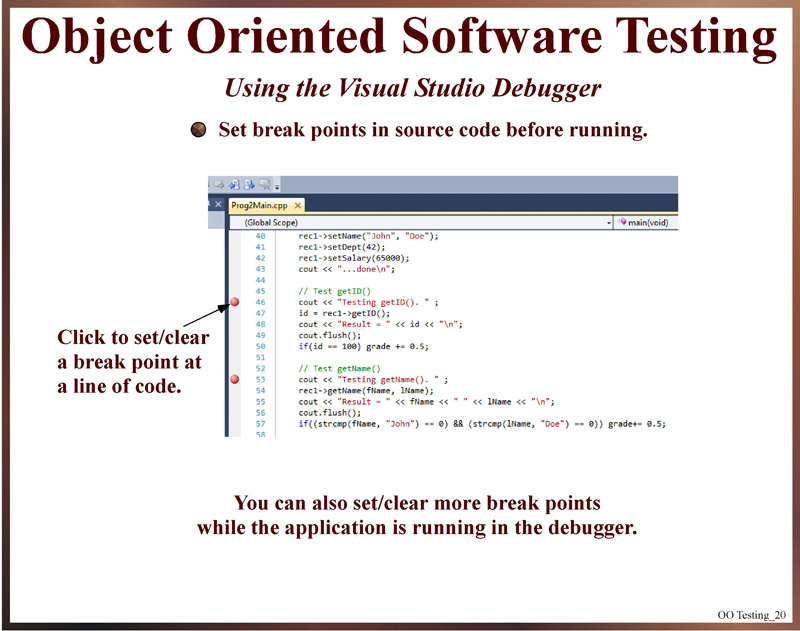 Object Oriented Software Testing
Using the Visual Studio Debugger
Set break points in source code before running.
Prog2Main.cpp
(Global Scope)
main(void)
40 rec1->setName("John", "Doe");
41 rec1->setDept(42);
42 rec1->setSalary(65000);
43 cout << "...done\n";
44
45 // Test getID()
46 cout << "Testing getID(). " ;
47 id = rec1->getID();
48 cout << "Result = " << id << "\n";
49 cout.flush();
50 if(id == 100) grade += 0.5;
51
52 // Test getName()
53 cout << "Testing getName(). " ;
54 rec1->getName(fName, lName);
55 cout << "Result = " << fName << " " << lName << "\n";
56 cout.flush();
57 if((strcmp(fName, "John") == 0) && (strcmp(lName, "Doe") == 0)) grade+= 0.5;
58
Click to set/clear
a break point at
a line of code.
You can also set/clear more break points
while the application is running in the debugger.
OO Testing_20